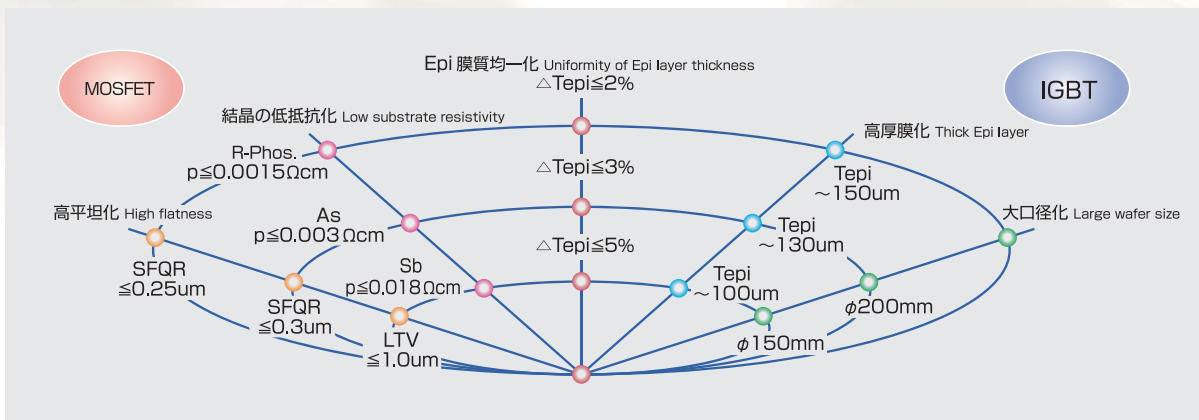 MOSFET
IGBT
Epi 膜質均一化 Uniformity of Epi layer thickness
△Tepi≦2%
結晶の低抵抗化 Low substrate resistivity
高厚膜化 Thick Epi layer
R-Phos.
p≦0.0015Ωcm
△Tepi≦3%
Tepi
～150um
高平坦化 High flatness
大口径化 Large wafer size
As
p≦0.003Ωcm
△Tepi≦5%
Tepi
～130um
SFQR
≦0.25um
Sb
p≦0.018Ωcm
Tepi
～100um
SFQR
≦0.3um
φ200mm
LTV
≦1.0um
φ150mm